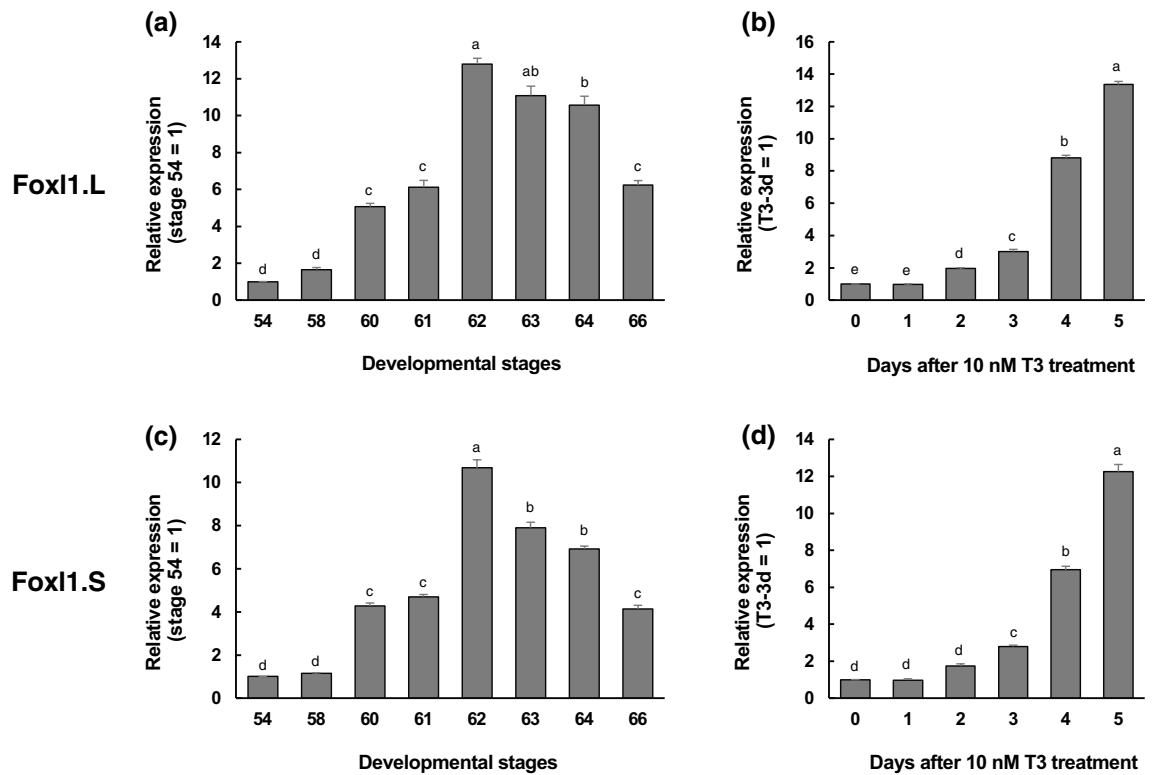 (a)
14
12
10
8
6
4
2
0
Relative expression
(stage 54 = 1)
d
d
c
c
a
ab
b
c
54 58 60 61 62 63 64 66
Developmental stages
(b)
16
14
12
10
8
6
4
2
0
Relative expression
(T3-3d = 1)
e
e
d
c
b
a
0 1 2 3 4 5
Days after 10 nM T3 treatment
Foxl1.L
(c)
12
10
8
6
4
2
0
Relative expression
(stage 54 = 1)
d
d
c
c
a
b
b
c
54 58 60 61 62 63 64 66
Developmental stages
(d)
14
12
10
8
6
4
2
0
Relative expression
(T3-3d = 1)
d
d
d
c
b
a
0 1 2 3 4 5
Days after 10 nM T3 treatment
Foxl1.S